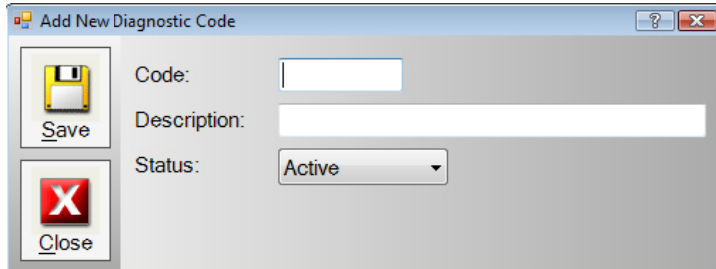 Add New Diagnostic Code
Code:
Save
Description:
Status:
Active
Close